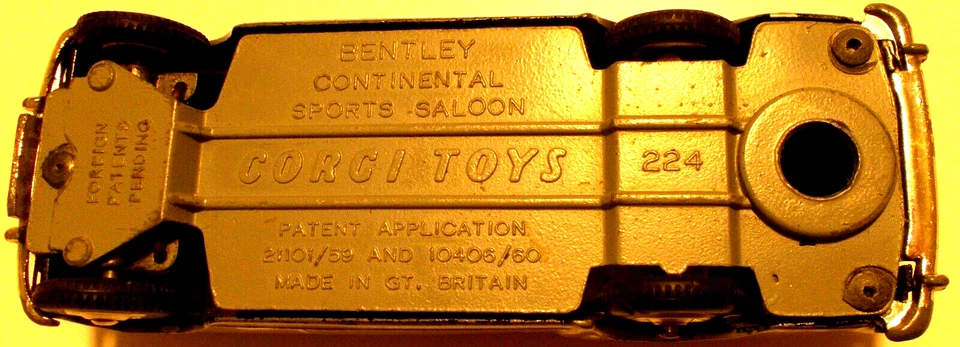 BENTLEY
CONTINENTAL
SPORTS SALOON
CORGI TOYS
224
PATENT APPLICATION
21101/59 AND 10406/60
MADE IN GT. BRITAIN
FOREIGN
PATENTS
PENDING